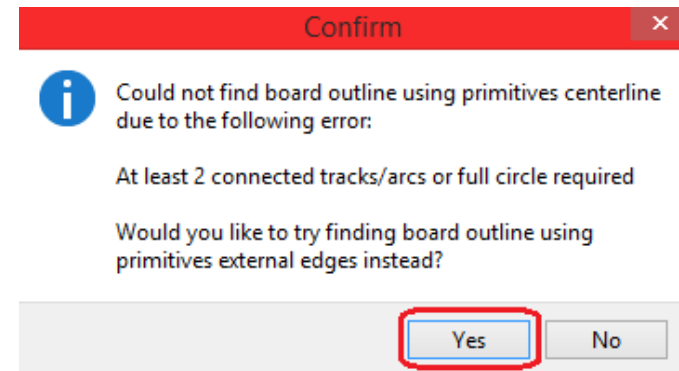 Confirm
Could not find board outline using primitives centerline
due to the following error:
At least 2 connected tracks/arcs or full circle required
Would you like to try finding board outline using
primitives external edges instead?
Yes
No